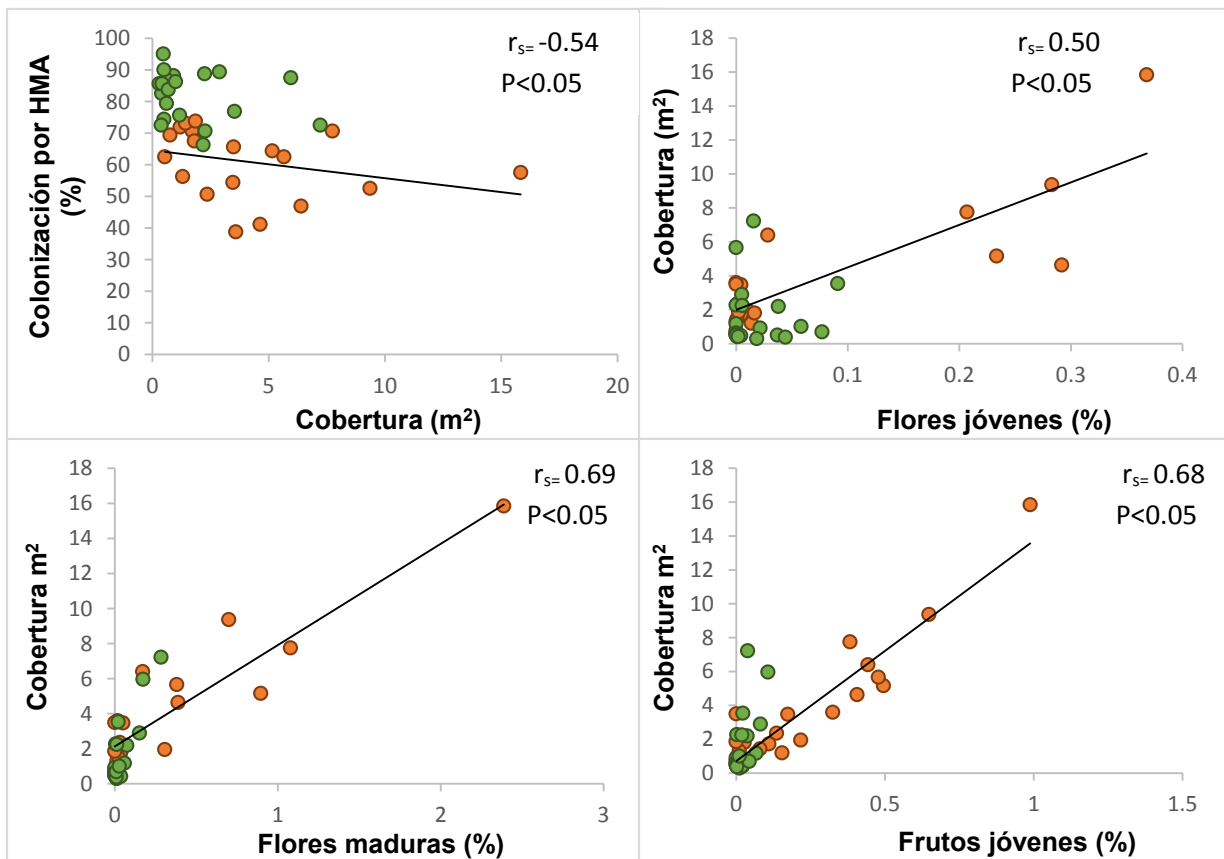 100
90
80
70
60
50
40
30
20
10
0
Colonización por HMA
(%)
rs= -0.54
P<0.05
0 5 10 15 20
Cobertura (m²)
18
16
14
12
10
8
6
4
2
0
Cobertura (m²)
rs= 0.50
P<0.05
0 0.1 0.2 0.3 0.4
Flores jóvenes (%)
18
16
14
12
10
8
6
4
2
0
Cobertura m²
rs= 0.69
P<0.05
0 1 2 3
Flores maduras (%)
18
16
14
12
10
8
6
4
2
0
Cobertura m²
rs= 0.68
P<0.05
0 0.5 1 1.5
Frutos jóvenes (%)